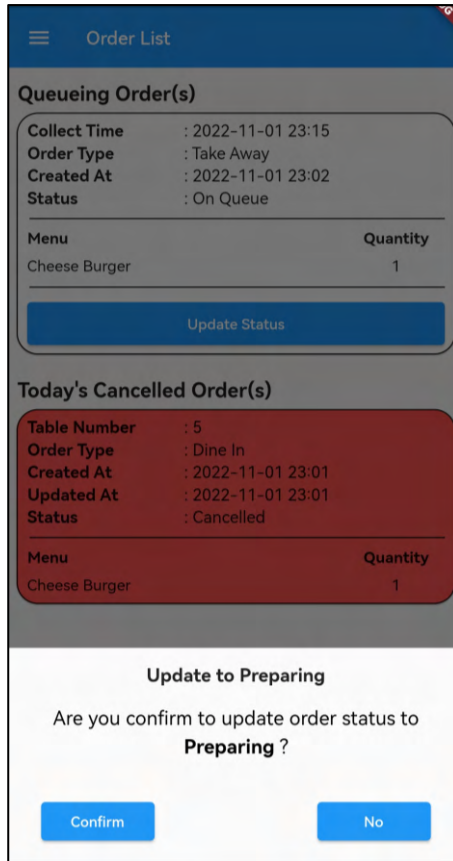 Order List
Queueing Order(s)
Collect Time : 2022-11-01 23:15
Order Type : Take Away
Created At : 2022-11-01 23:02
Status : On Queue
Menu Quantity
Cheese Burger 1
Update Status
Today's Cancelled Order(s)
Table Number : 5
Order Type : Dine In
Created At : 2022-11-01 23:01
Updated At : 2022-11-01 23:01
Status : Cancelled
Menu Quantity
Cheese Burger 1
Update to Preparing
Are you confirm to update order status to
Preparing ?
Confirm No